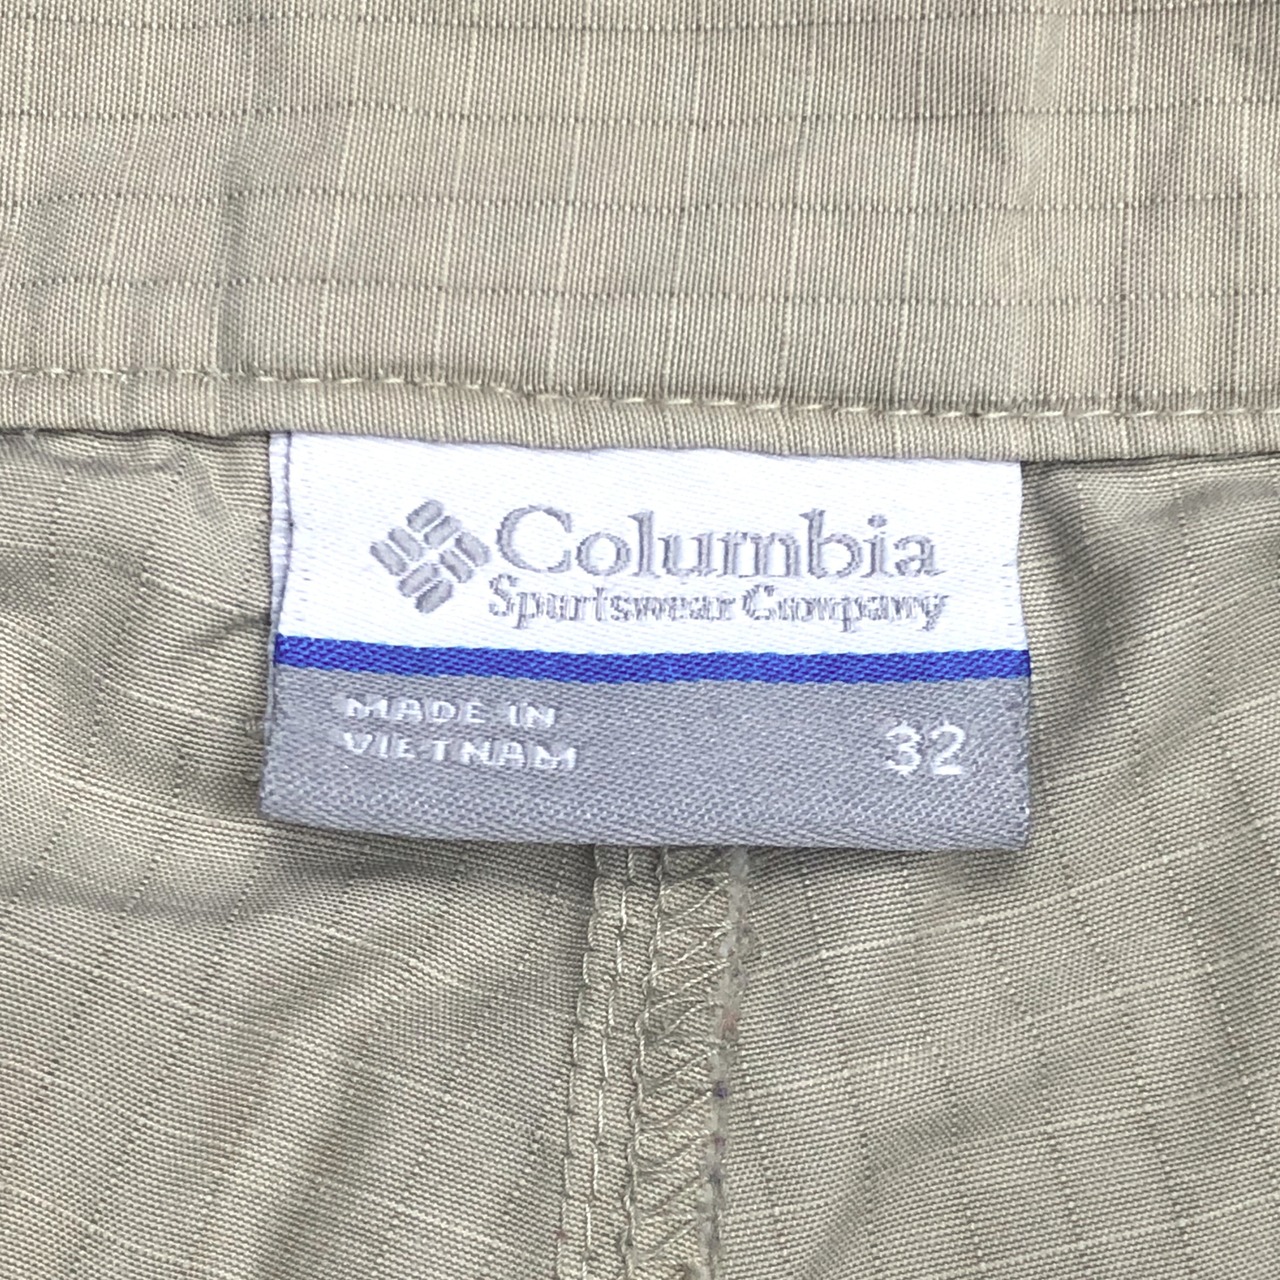 Columbia
Sportswear Company
MADE IN
VIETNAM
32